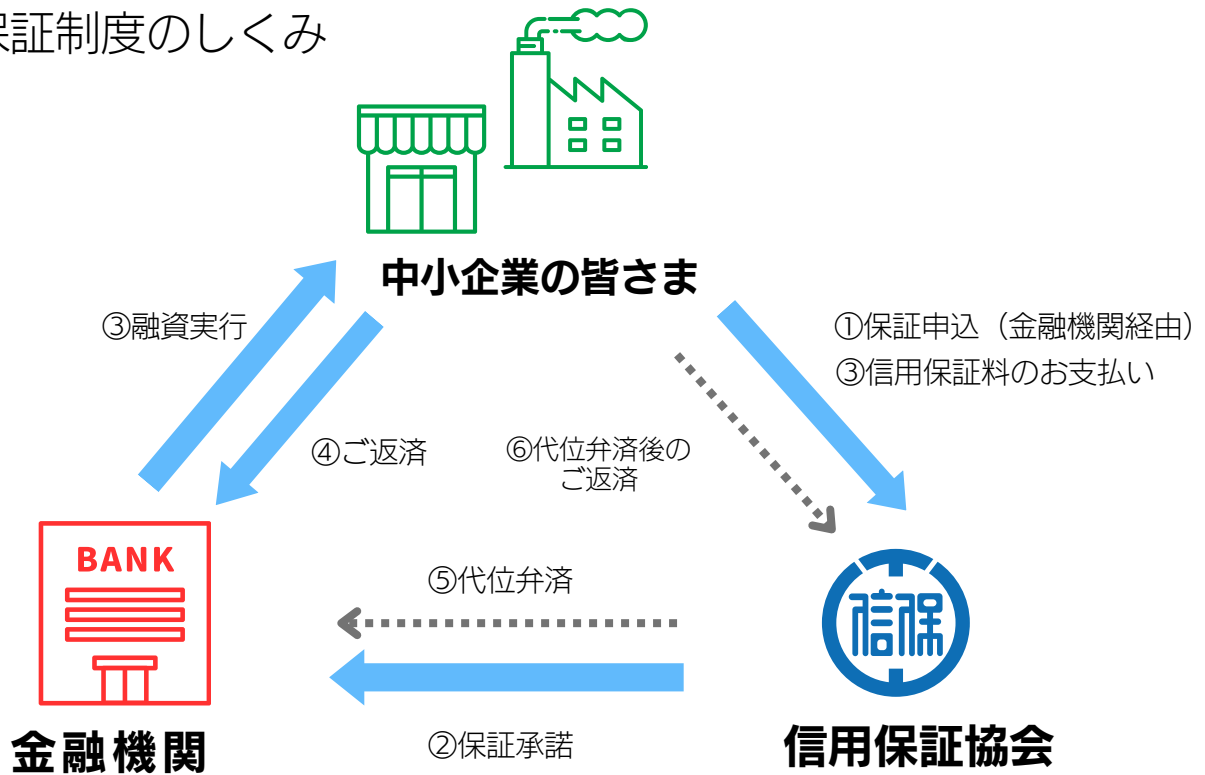 保証制度のしくみ
中小企業の皆さま
③融資実行
①保証申込（金融機関経由）
③信用保証料のお支払い
④ご返済
⑥代位弁済後の
ご返済
BANK
⑤代位弁済
信保
②保証承諾
金融機関
信用保証協会